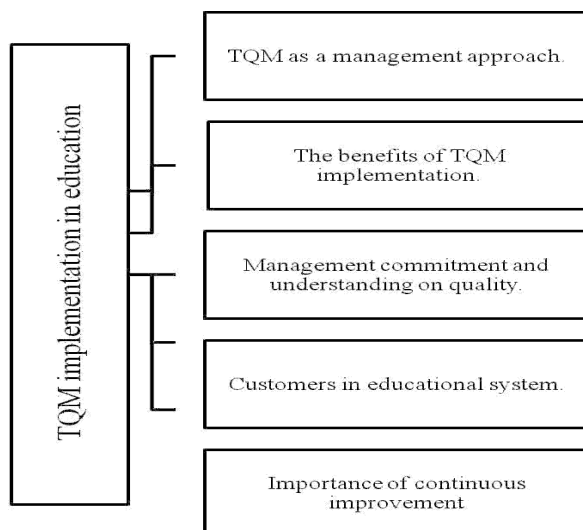 TQM implementation in education
TQM as a management approach.
The benefits of TQM
implementation.
Management commitment and
understanding on quality.
Customers in educational system.
Importance of continuous
improvement